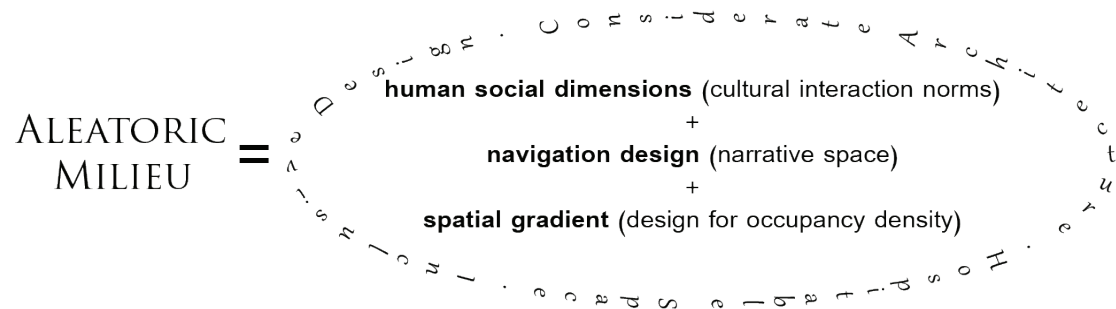 ALEATORIC
MILIEU
=
human social dimensions (cultural interaction norms)
+
navigation design (narrative space)
+
spatial gradient (design for occupancy density)
Considerate Architecture. Hospitable Space. Inclusive Design.